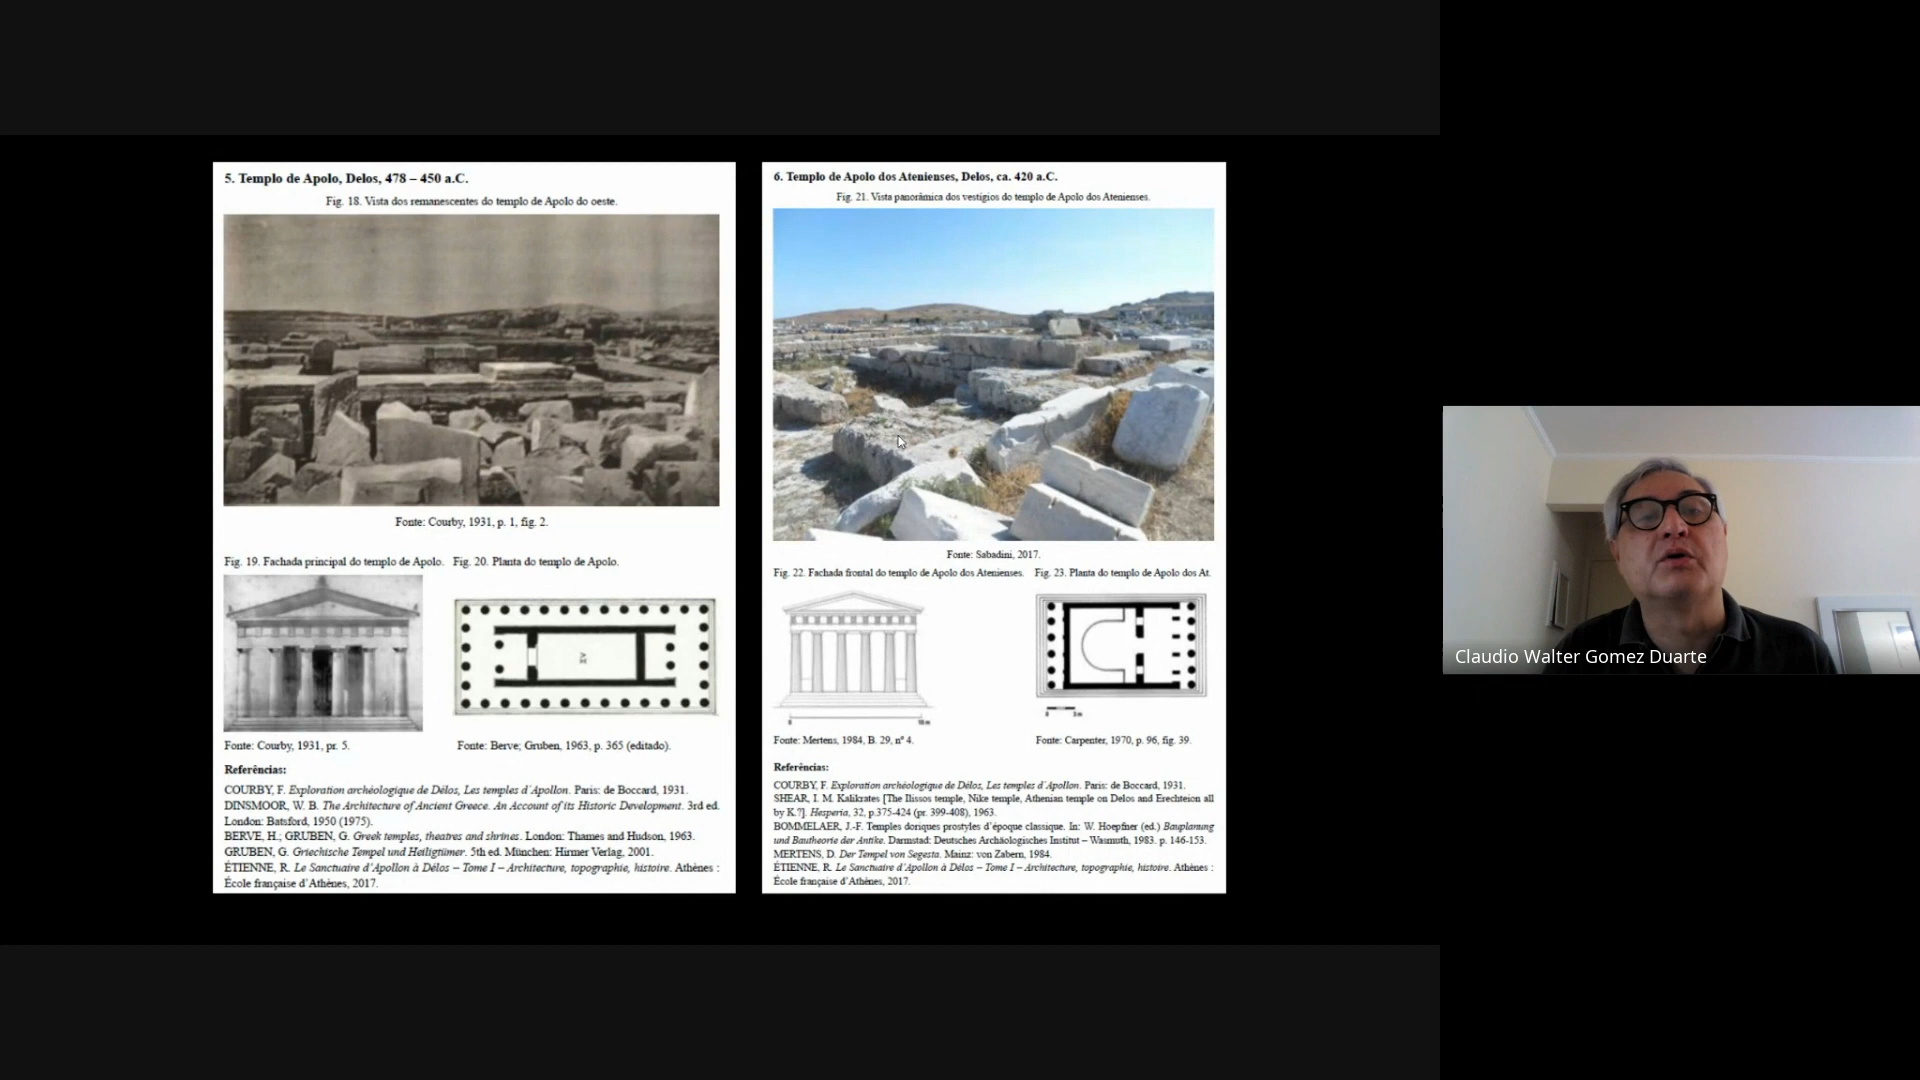 5. Templo de Apolo, Delos, 478 – 450 a.C.
Fig. 18. Vista dos remanescentes do templo de Apolo do oeste.
Fonte: Courby, 1931, p. 1, fig. 2.
Fig. 19. Fachada principal do templo de Apolo.
Fig. 20. Planta do templo de Apolo.
Fonte: Courby, 1931, pr. 5.
Fonte: Berve; Gruben, 1963, p. 365 (editado).
Referências:
COURBY, F. Exploration archéologique de Délos, Les temples d´Apollon. Paris: de Boccard, 1931.
DINSMOOR, W. B. The Architecture of Ancient Greece. An Account of its Historic Development. 3rd ed.
London: Batsford, 1950 (1975).
BERVE, H.; GRUBEN, G. Greek temples, theatres and shrines. London: Thames and Hudson, 1963.
GRUBEN, G. Griechische Tempel und Heiligtümer. 5th ed. München: Hirmer Verlag, 2001.
ÉTIENNE, R. Le Sanctuaire d’Apollon à Délos – Tome I – Architecture, topographie, histoire. Athènes :
École française d’Athènes, 2017.
6. Templo de Apolo dos Atenienses, Delos, ca. 420 a.C.
Fig. 21. Vista panorâmica dos vestígios do templo de Apolo dos Atenienses.
Fonte: Sabadini, 2017.
Fig. 22. Fachada frontal do templo de Apolo dos Atenienses.
Fig. 23. Planta do templo de Apolo dos At.
0 10 m
0 5 m
Fonte: Mertens, 1984, B. 29, nº 4.
Fonte: Carpenter, 1970, p. 96, fig. 39.
Referências:
COURBY, F. Exploration archéologique de Délos, Les temples d´Apollon. Paris: de Boccard, 1931.
SHEAR, I. M. Kalikrates [The Ilissos temple, Nike temple, Athenian temple on Delos and Erechteion all
by K.?]. Hesperia, 32, p.375-424 (pr. 399-408), 1963.
BOMMELAER, J.-F. Temples doriques prostyles d’époque classique. In: W. Hoepfner (ed.) Bauplanung
und Bautheorie der Antike. Darmstad: Deutsches Archäologisches Institut – Wasmuth, 1983. p. 146-153.
MERTENS, D. Der Tempel von Segesta. Mainz: von Zabern, 1984.
ÉTIENNE, R. Le Sanctuaire d’Apollon à Délos – Tome I – Architecture, topographie, histoire. Athènes :
École française d’Athènes, 2017.
Claudio Walter Gomez Duarte